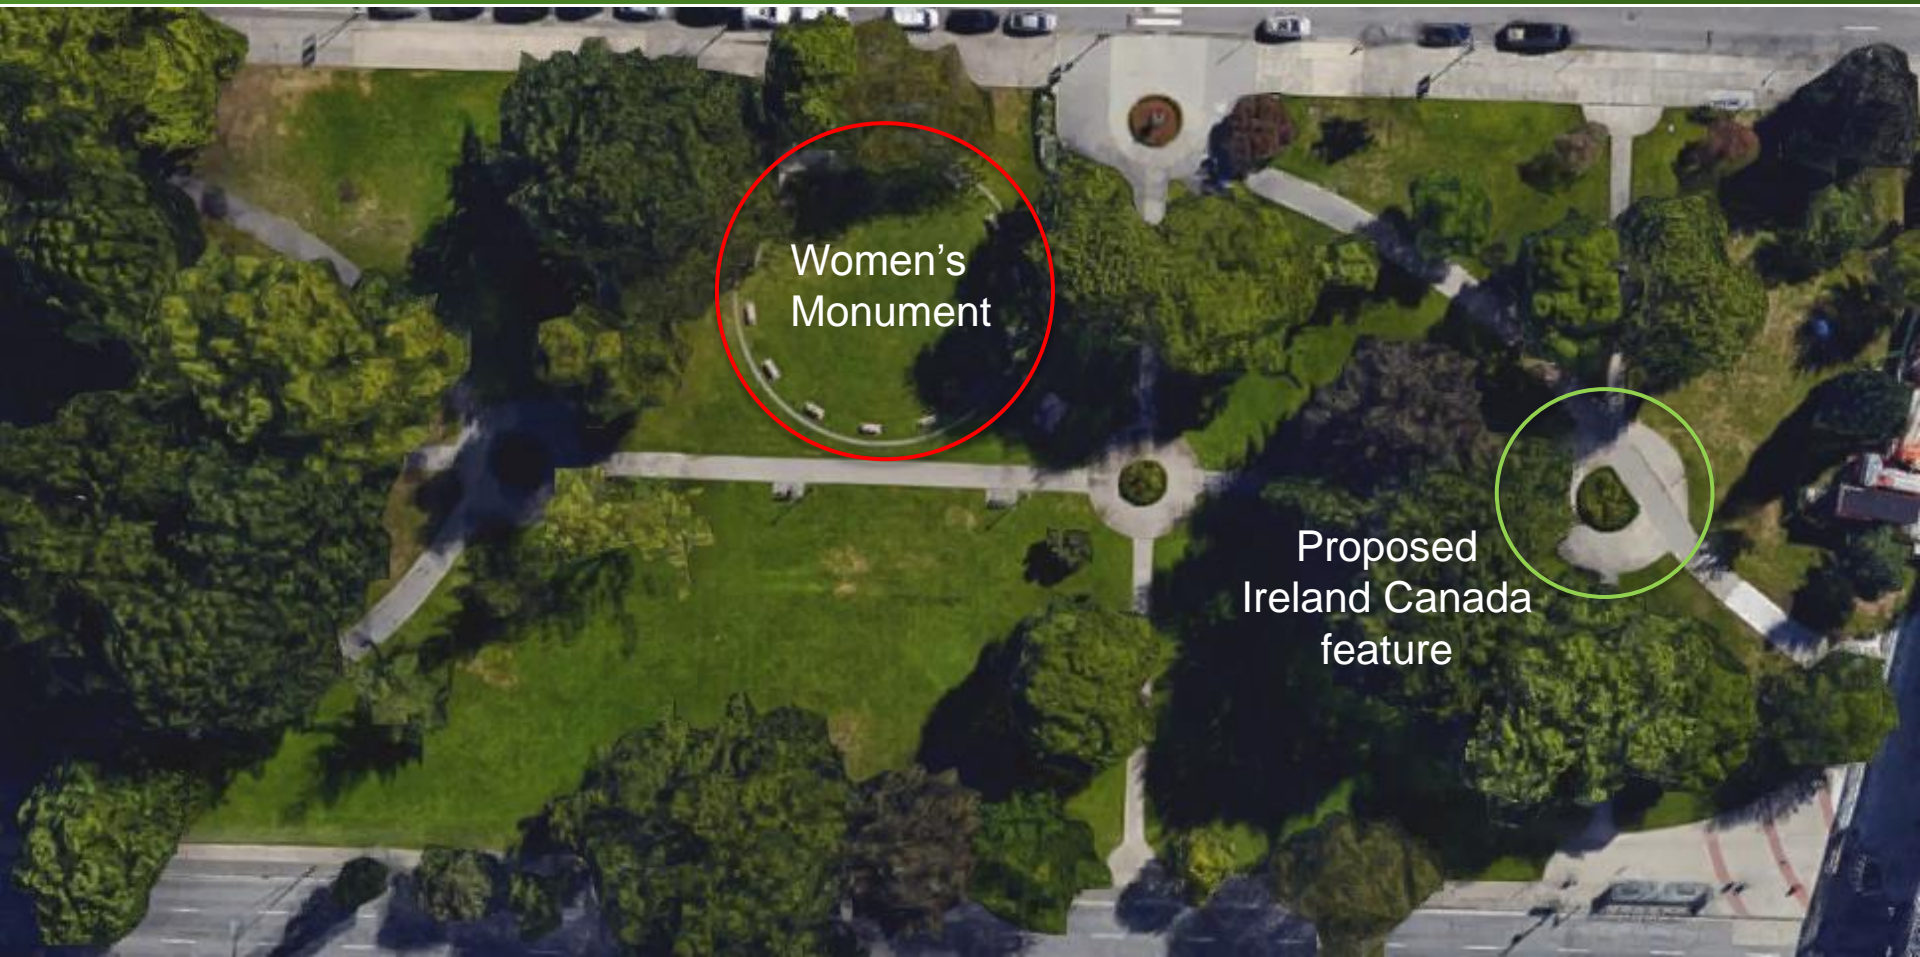 Women’s
Monument
Proposed
Ireland Canada
feature